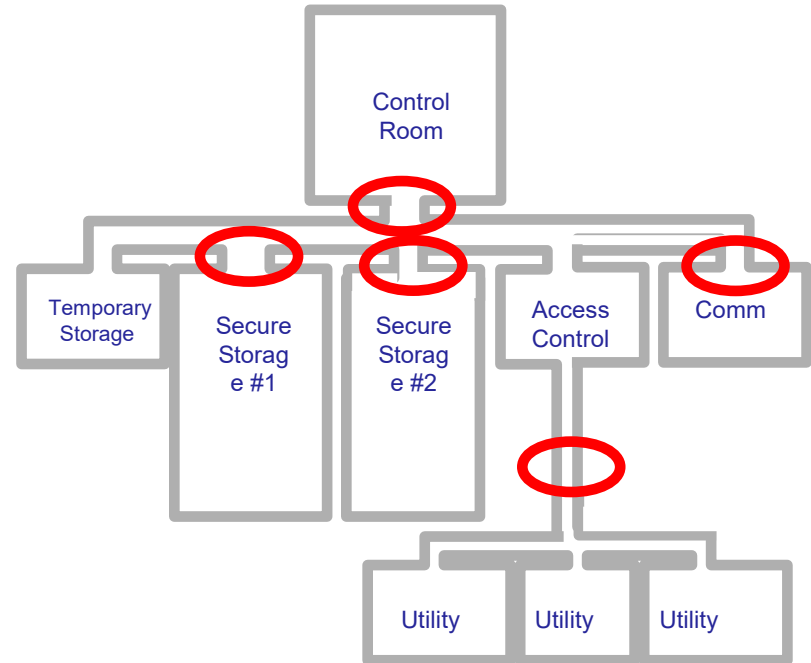 Control
Room
Temporary
Storage
Secure
Storag
e #1
Secure
Storag
e #2
Access
Control
Comm
Utility
Utility
Utility